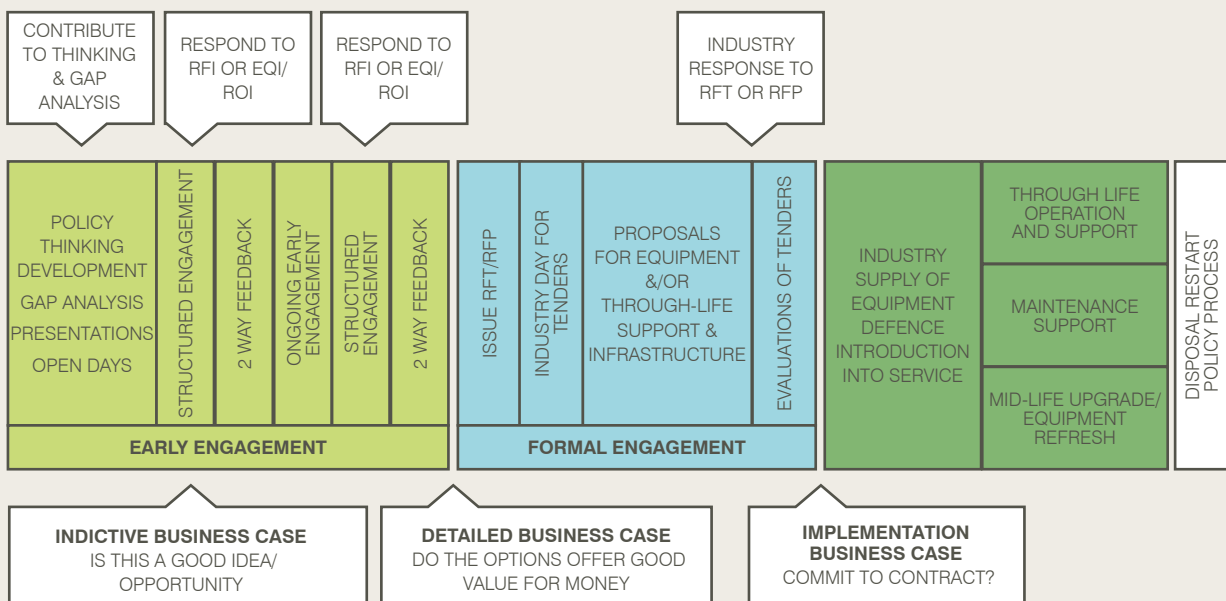 CONTRIBUTE
TO THINKING
& GAP
ANALYSIS
RESPOND TO
RFI OR EQI/
ROI
RESPOND TO
RFI OR EQI/
ROI
INDUSTRY
RESPONSE TO
RFT OR RFP
POLICY
THINKING
DEVELOPMENT
GAP ANALYSIS
PRESENTATIONS
OPEN DAYS
STRUCTURED ENGAGEMENT
2 WAY FEEDBACK
ONGOING EARLY
ENGAGEMENT
STRUCTURED
ENGAGEMENT
2 WAY FEEDBACK
EARLY ENGAGEMENT
ISSUE RFT/RFP
INDUSTRY DAY FOR
TENDERS
PROPOSALS
FOR EQUIPMENT
&/OR
THROUGH-LIFE
SUPPORT &
INFRASTRUCTURE
EVALUATIONS OF TENDERS
FORMAL ENGAGEMENT
INDUSTRY
SUPPLY OF
EQUIPMENT
DEFENCE
INTRODUCTION
INTO SERVICE
THROUGH LIFE
OPERATION
AND SUPPORT
MAINTENANCE
SUPPORT
MID-LIFE UPGRADE/
EQUIPMENT
REFRESH
DISPOSAL RESTART
POLICY PROCESS
INDICTIVE BUSINESS CASE
IS THIS A GOOD IDEA/
OPPORTUNITY
DETAILED BUSINESS CASE
DO THE OPTIONS OFFER GOOD
VALUE FOR MONEY
IMPLEMENTATION
BUSINESS CASE
COMMIT TO CONTRACT?